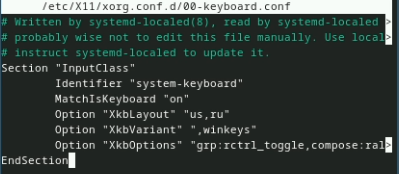 /etc/X11/xorg.conf.d/00-keyboard.conf
# Written by systemd-localed(8), read by systemd-localed >
# probably wise not to edit this file manually. Use local>
# instruct systemd-localed to update it.
Section "InputClass"
        Identifier "system-keyboard"
        MatchIsKeyboard "on"
        Option "XkbLayout" "us,ru"
        Option "XkbVariant" ",winkeys"
        Option "XkbOptions" "grp:rctrl_toggle,compose:ral>
EndSection